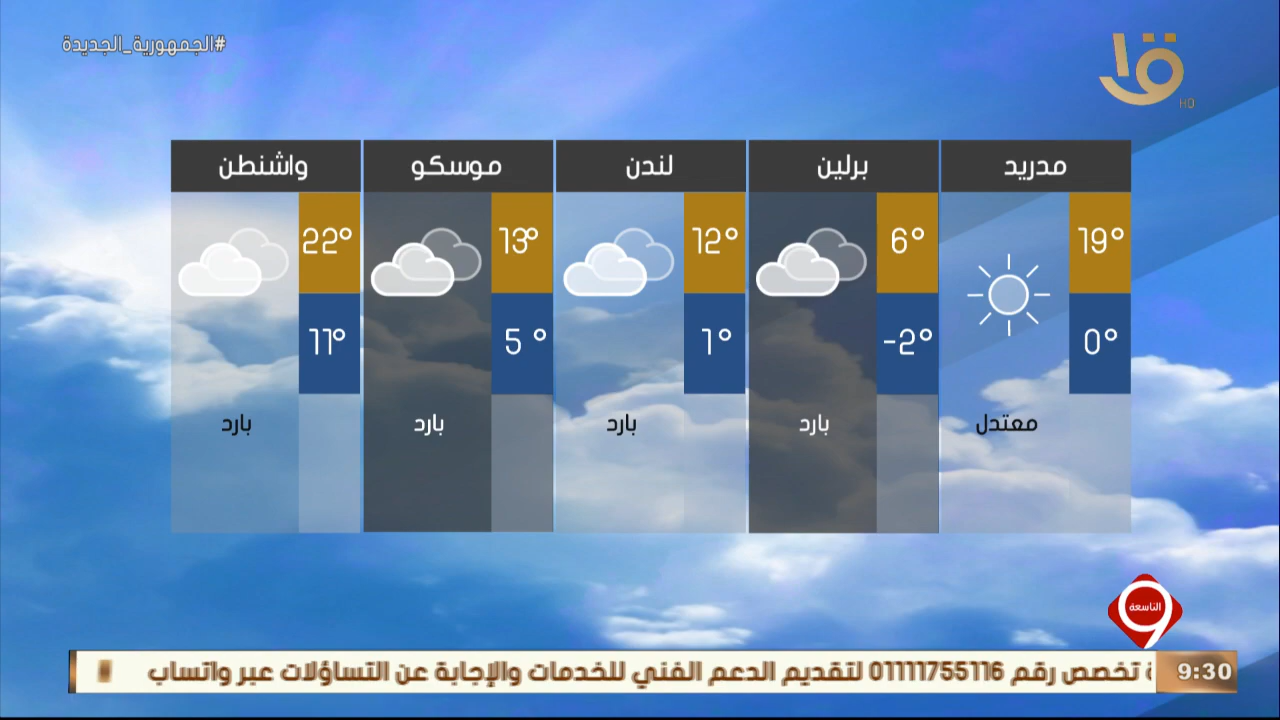 #الجمهورية_الجديدة
HD
مدريد
برلين
لندن
موسكو
واشنطن
19°
6°
12°
13°
22°
0°
-2°
1°
5°
11°
معتدل
بارد
بارد
بارد
بارد
التاسعة
9
9:30
تخصص رقم 01111755116 لتقديم الدعم الفني للخدمات والإجابة عن التساؤلات عبر واتساب